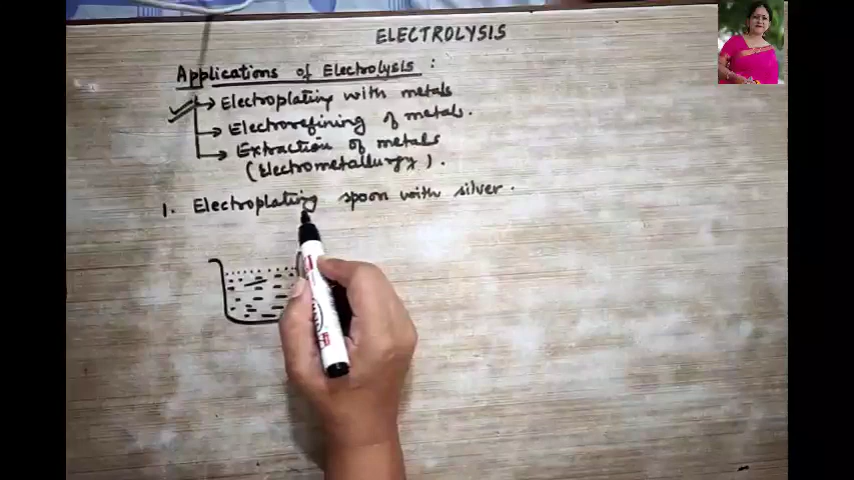 ELECTROLYSIS
Applications of Electrolysis :
→ Electroplating with metals
→ Electrorefining of metals.
→ Extraction of metals
(Electrometallurgy).
1. Electroplating spoon with silver.